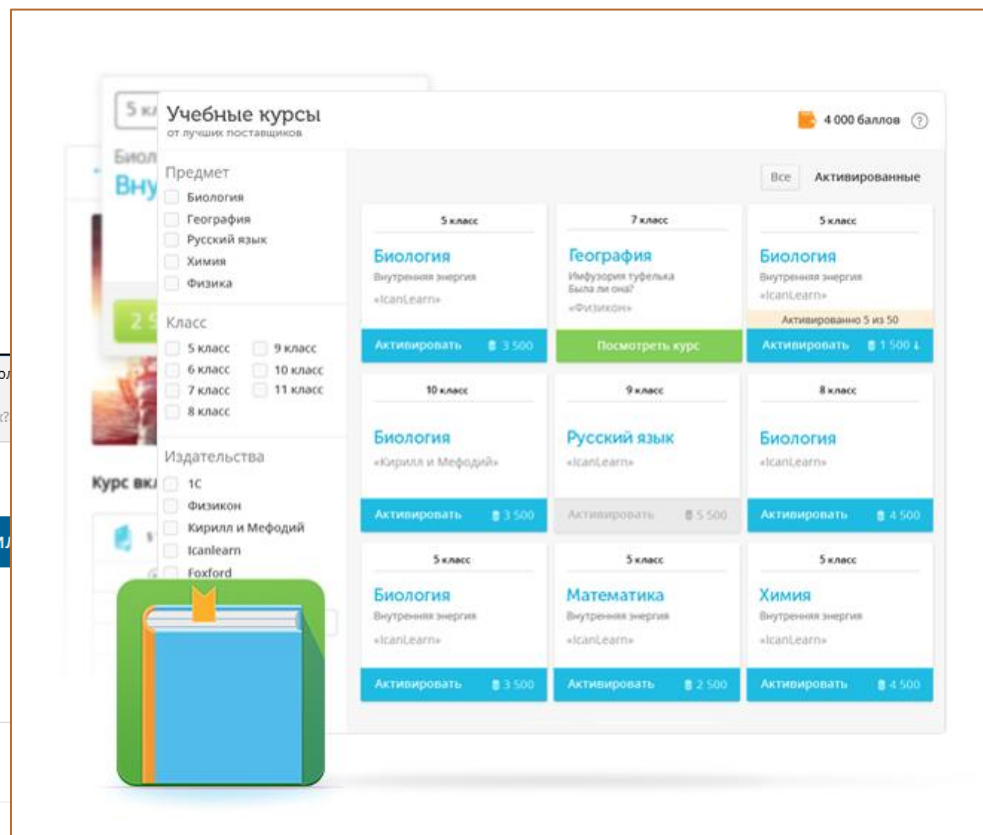 5 кл
Учебные курсы
от лучших поставщиков
4 000 баллов ?
Биол
Вну
Предмет
Биология
География
Русский язык
Химия
Физика
Все Активированные
Класс
5 класс 9 класс
6 класс 10 класс
7 класс 11 класс
8 класс
Издательства
1С
Физикон
Кирилл и Мефодий
Icanlearn
Foxford
Курс вкл
5 класс
Биология
Внутренняя энергия
«IcanLearn»
Активировать 3 500
7 класс
География
Инфузория туфелька
Была ли она?
«Физикон»
Посмотреть курс
5 класс
Биология
Внутренняя энергия
«IcanLearn»
Активированно 5 из 50
Активировать 1 500 ↓
10 класс
Биология
«Кирилл и Мефодий»
Активировать 3 500
9 класс
Русский язык
«IcanLearn»
Активировать 5 500
8 класс
Биология
«IcanLearn»
Активировать 4 500
5 класс
Биология
Внутренняя энергия
«IcanLearn»
Активировать 3 500
5 класс
Математика
Внутренняя энергия
«IcanLearn»
Активировать 2 500
5 класс
Химия
Внутренняя энергия
«IcanLearn»
Активировать 4 500